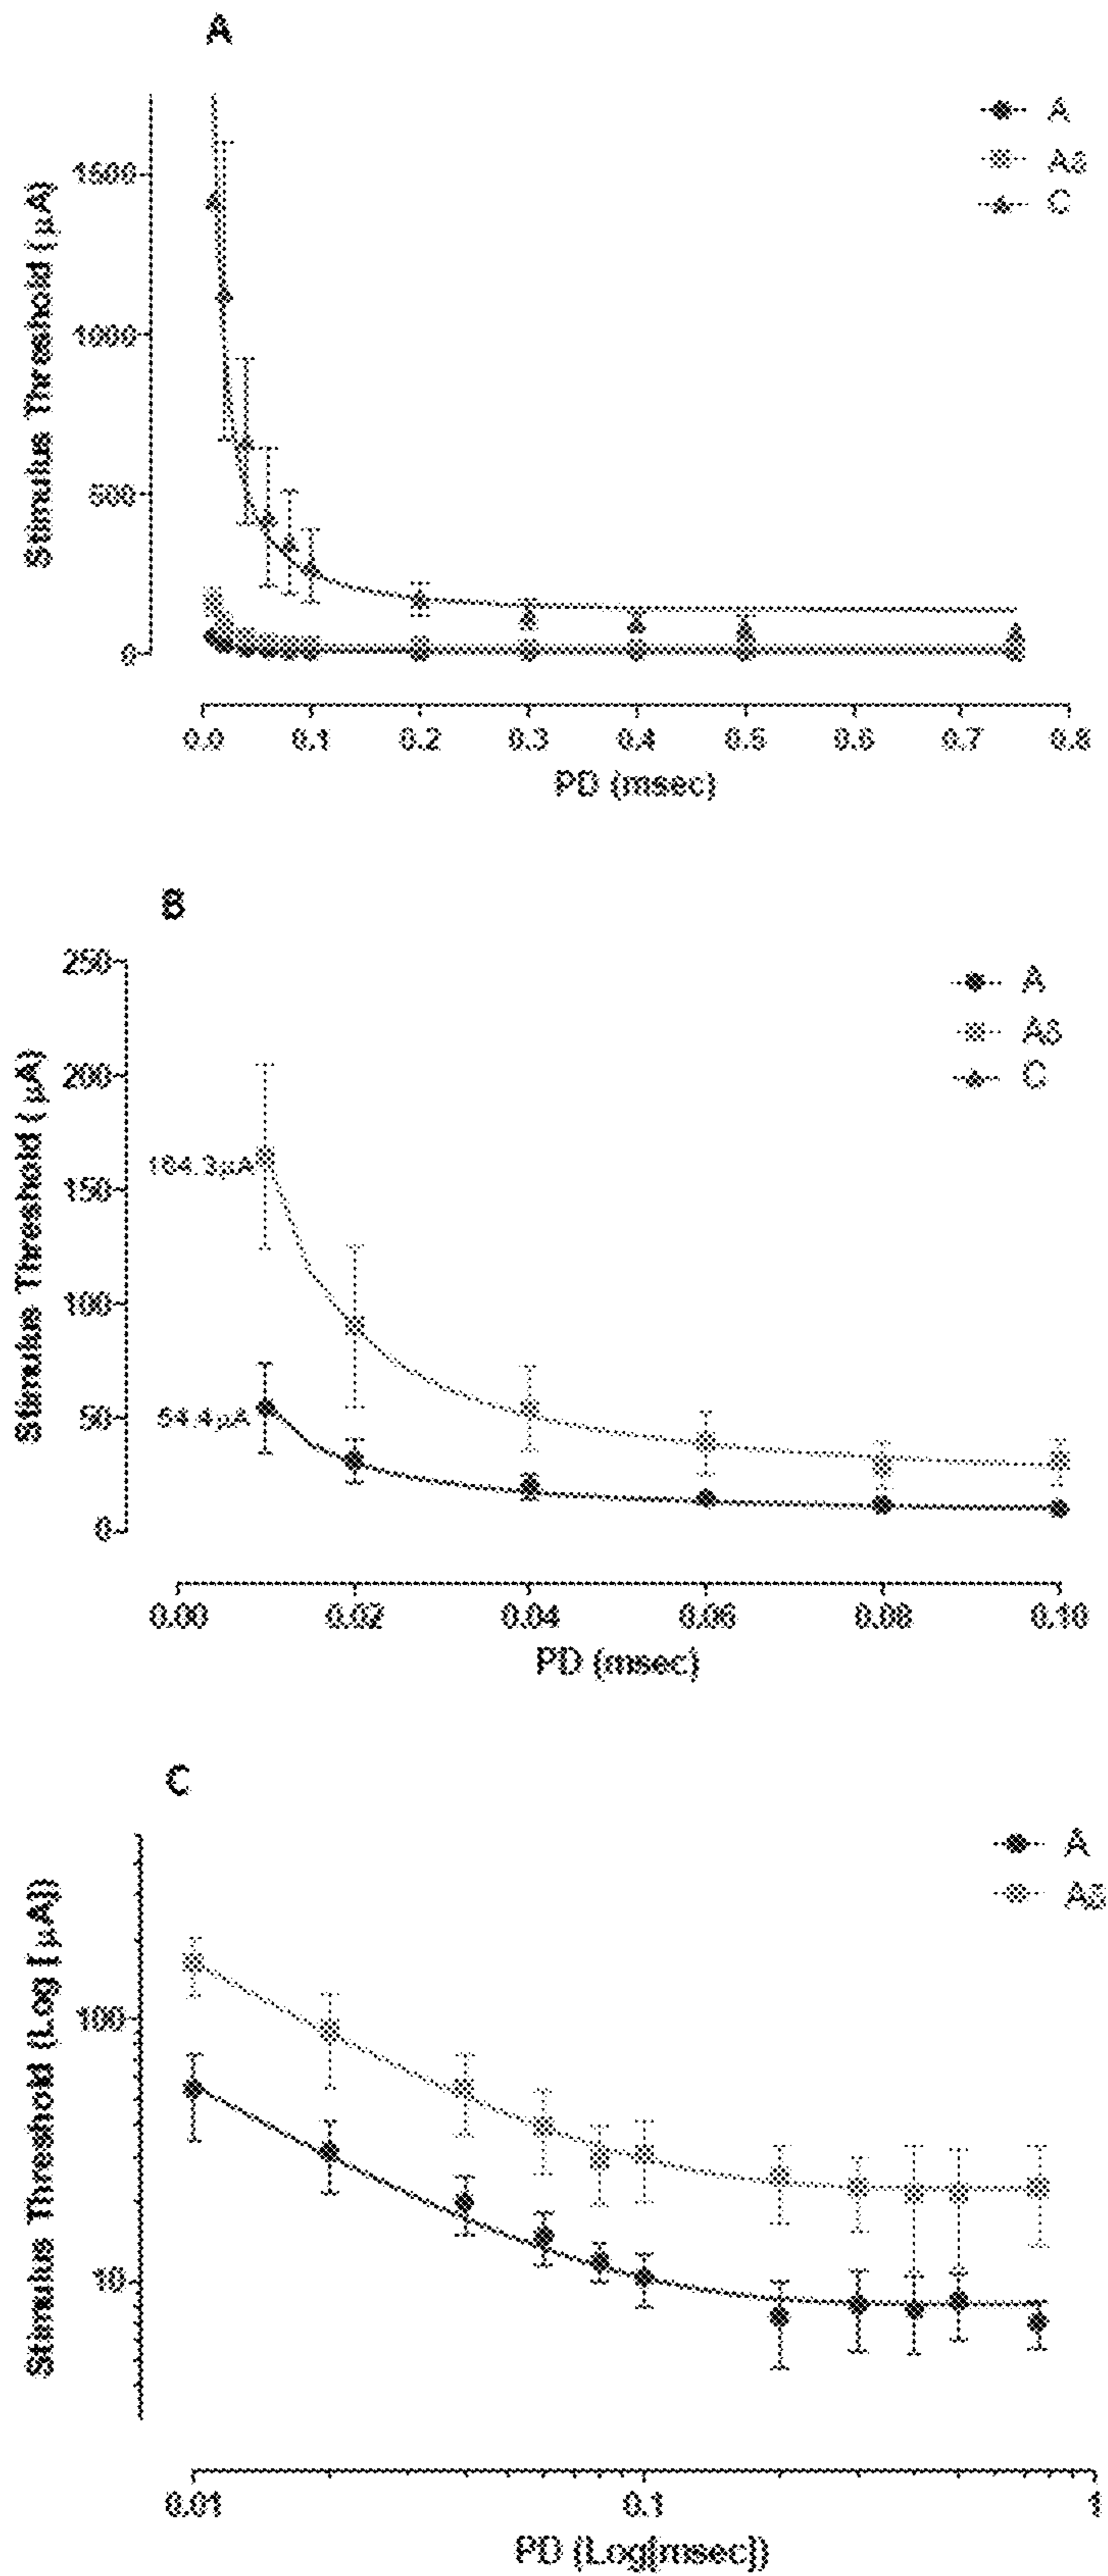 A
Stimulus Threshold (µA)
1500
1000
500
0
0.0 0.1 0.2 0.3 0.4 0.5 0.6 0.7 0.8
PD (msec)
A
Aδ
C
B
Stimulus Threshold (µA)
250
200
150
100
50
0
164.3µA
54.4µA
0.00 0.02 0.04 0.06 0.08 0.10
PD (msec)
A
Aδ
C
C
Stimulus Threshold (Log [µA])
100
10
0.01 0.1 1
PD (Log[msec])
A
Aδ